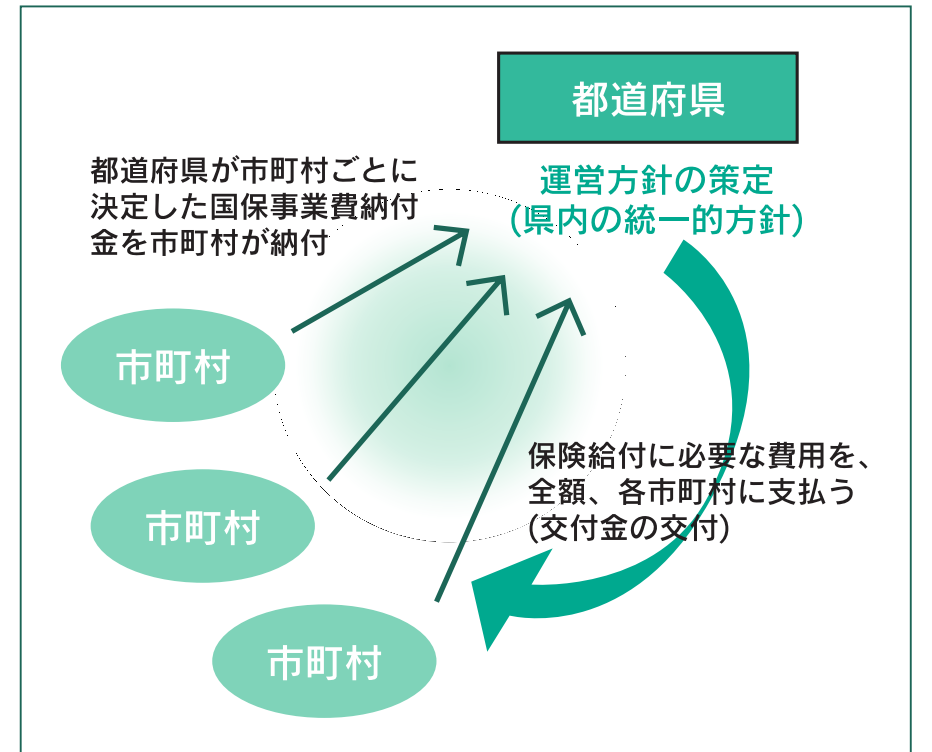 都道府県
運営方針の策定
(県内の統一的方針)
都道府県が市町村ごとに
決定した国保事業費納付
金を市町村が納付
市町村
市町村
市町村
保険給付に必要な費用を、
全額、各市町村に支払う
(交付金の交付)